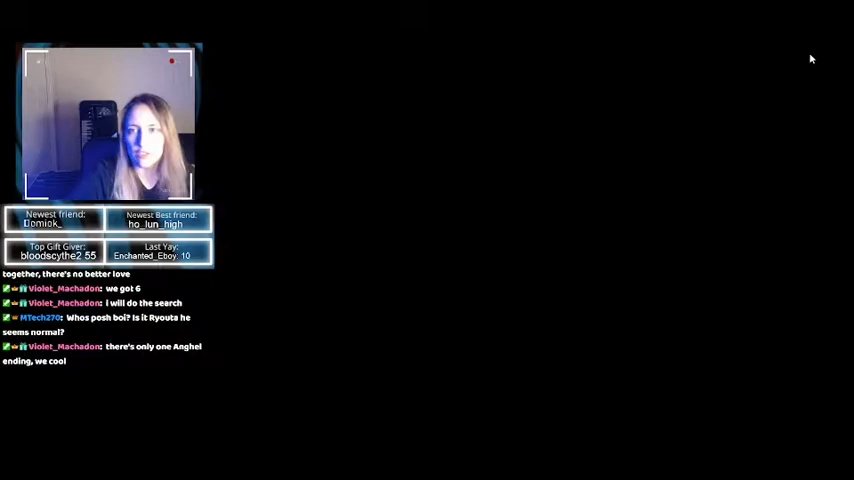 Newest friend:
Domiok_
Newest Best friend:
ho_lun_high
Top Gift Giver:
bloodscythe2 55
Last Yay:
Enchanted_Eboy: 10
together, there's no better love
Violet_Machadon: we got 6
Violet_Machadon: i will do the search
MTech270: Whos posh boi? Is it Ryouta he
seems normal?
Violet_Machadon: there's only one Anghel
ending, we cool